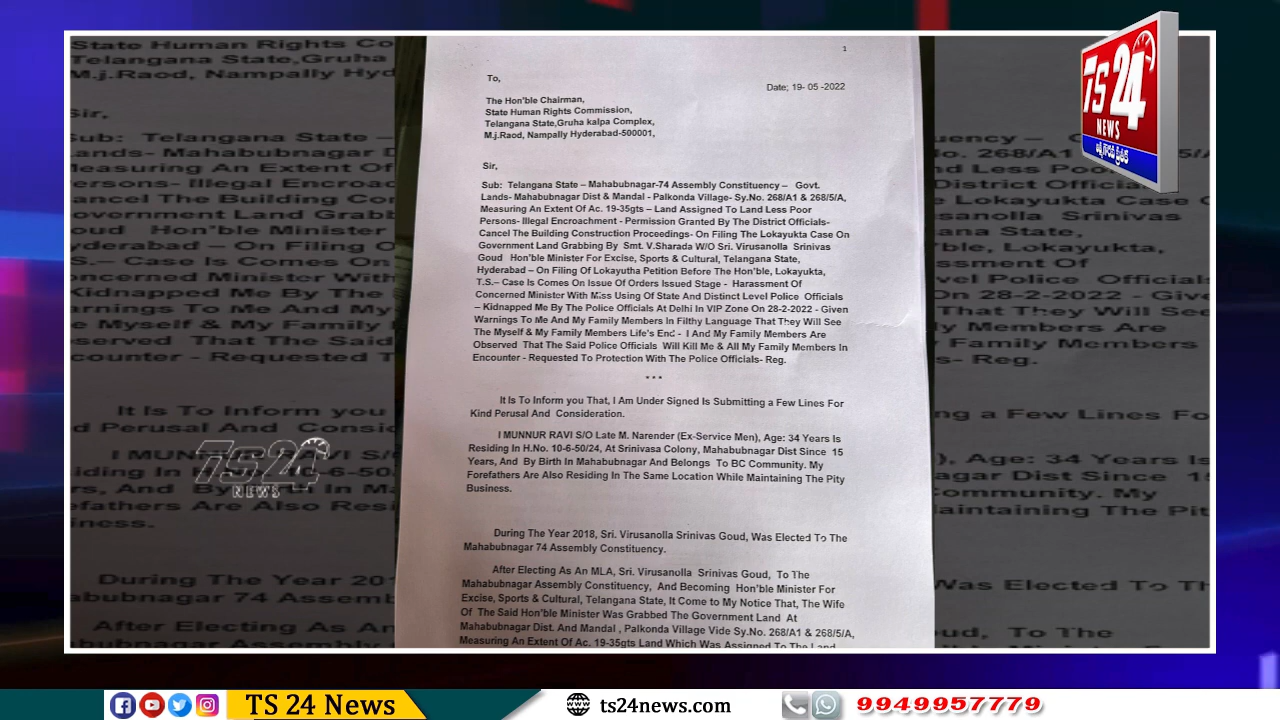 1
To,
Date; 19- 05 -2022
The Hon'ble Chairman,
State Human Rights Commission,
Telangana State,Gruha kalpa Complex,
M.j.Raod, Nampally Hyderabad-500001,
Sir,
Sub: Telangana State – Mahabubnagar-74 Assembly Constituency – Govt.
Lands- Mahabubnagar Dist & Mandal - Palkonda Village- Sy.No. 268/A1 & 268/5/A,
Measuring An Extent Of Ac. 19-35gts – Land Assigned To Land Less Poor
Persons- Illegal Encroachment - Permission Granted By The District Officials-
Cancel The Building Construction Proceedings- On Filing The Lokayukta Case On
Government Land Grabbing By Smt. V.Sharada W/O Sri. Virusanolla Srinivas
Goud Hon'ble Minister For Excise, Sports & Cultural, Telangana State,
Hyderabad – On Filing Of Lokayutha Petition Before The Hon'ble, Lokayukta,
T.S.– Case Is Comes On Issue Of Orders Issued Stage - Harassment Of
Concerned Minister With Miss Using Of State And Distinct Level Police Officials
– Kidnapped Me By The Police Officials At Delhi In VIP Zone On 28-2-2022 - Given
Warnings To Me And My Family Members In Filthy Language That They Will See
The Myself & My Family Members Life's End - I And My Family Members Are
Observed That The Said Police Officials Will Kill Me & All My Family Members In
Encounter - Requested To Protection With The Police Officials- Reg.
***
It Is To Inform you That, I Am Under Signed Is Submitting a Few Lines For
Kind Perusal And Consideration.
I MUNNUR RAVI S/O Late M. Narender (Ex-Service Men), Age: 34 Years Is
Residing In H.No. 10-6-50/24, At Srinivasa Colony, Mahabubnagar Dist Since 15
Years, And By Birth In Mahabubnagar And Belongs To BC Community. My
Forefathers Are Also Residing In The Same Location While Maintaining The Pity
Business.
During The Year 2018, Sri. Virusanolla Srinivas Goud, Was Elected To The
Mahabubnagar 74 Assembly Constituency.
After Electing As An MLA, Sri. Virusanolla Srinivas Goud, To The
Mahabubnagar Assembly Constituency, And Becoming Hon'ble Minister For
Excise, Sports & Cultural, Telangana State, It Come to My Notice That, The Wife
Of The Said Hon'ble Minister Was Grabbed The Government Land At
Mahabubnagar Dist. And Mandal , Palkonda Village Vide Sy.No. 268/A1 & 268/5/A,
Measuring An Extent Of Ac. 19-35gts Land Which Was Assigned To The Land
TS 24
NEWS
TS 24
NEWS
TS 24 News
ts24news.com
9949957779